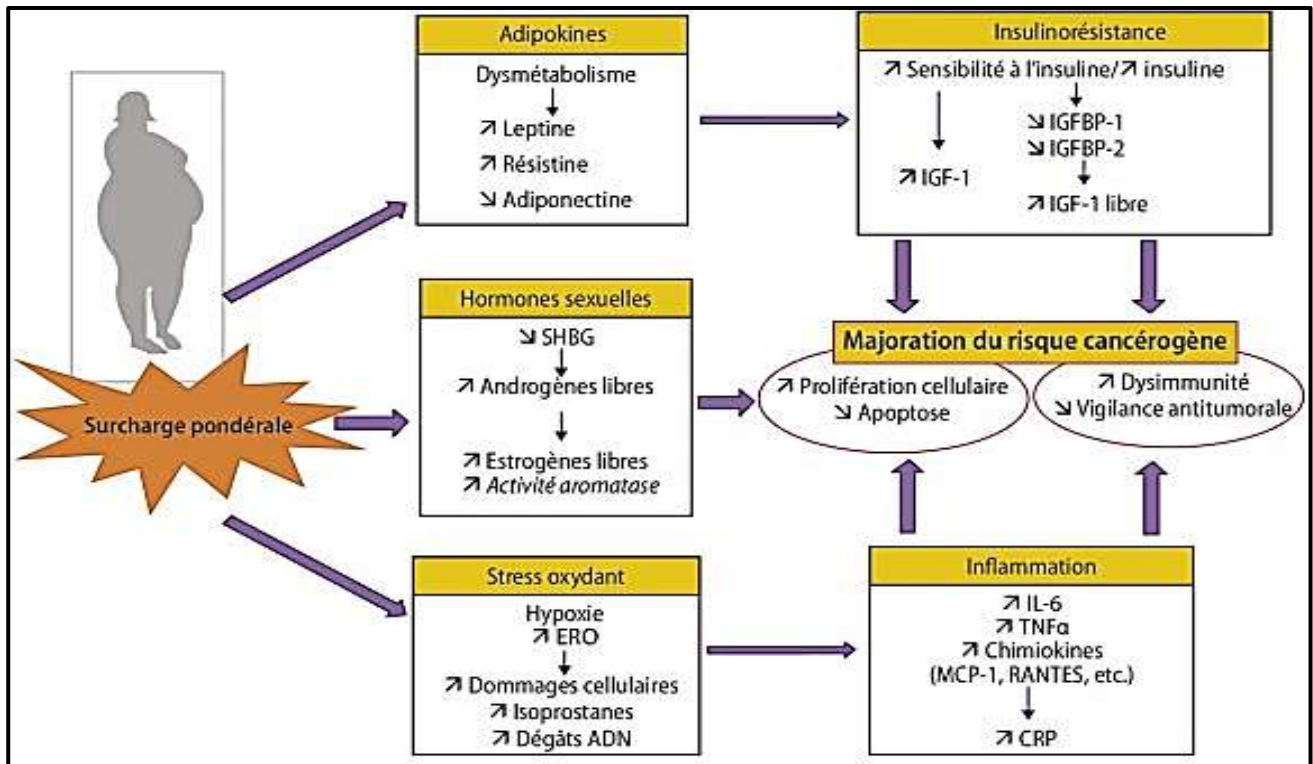 Adipokines
Dysmétabolisme
↗ Leptine
↗ Résistine
↘ Adiponectine
Insulinorésistance
↗ Sensibilité à l'insuline/↗ insuline
↘ IGFBP-1
↘ IGFBP-2
↗ IGF-1
↗ IGF-1 libre
Surcharge pondérale
Hormones sexuelles
↘ SHBG
↗ Androgènes libres
↗ Estrogènes libres
↗ Activité aromatase
Majoration du risque cancérogène
↗ Prolifération cellulaire
↘ Apoptose
↗ Dysimmunité
↘ Vigilance antitumorale
Stress oxydant
Hypoxie
↗ ERO
↗ Dommages cellulaires
↗ Isoprostanes
↗ Dégâts ADN
Inflammation
↗ IL-6
↗ TNFα
↗ Chimiokines
(MCP-1, RANTES, etc.)
↗ CRP